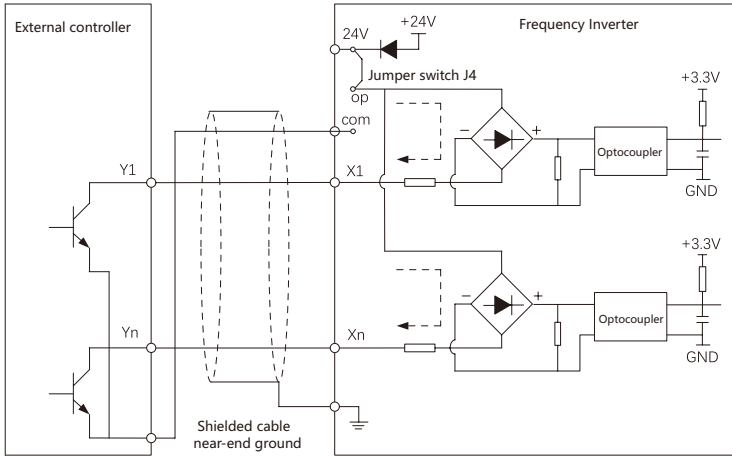 External controller
Frequency Inverter
+24V
24V
Jumper switch J4
op
com
+3.3V
− +
Optocoupler
GND
Y1
X1
+3.3V
− +
Optocoupler
GND
Yn
Xn
Shielded cable
near-end ground